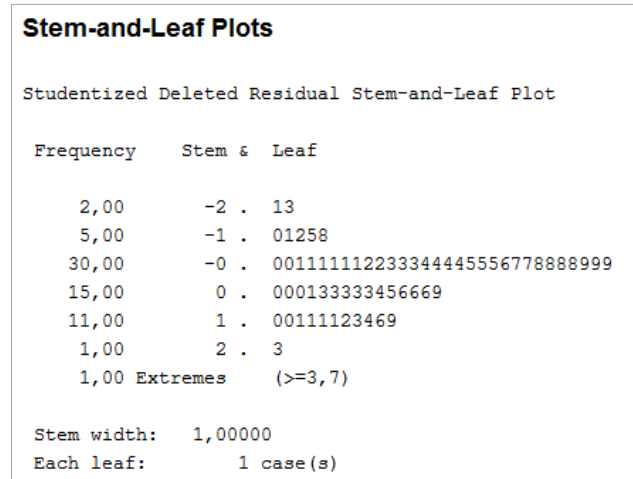 Stem-and-Leaf Plots
Studentized Deleted Residual Stem-and-Leaf Plot
Frequency    Stem &  Leaf
2,00       -2 .  13
5,00       -1 .  01258
30,00       -0 .  001111112233344445556778888999
15,00        0 .  000133333456669
11,00        1 .  00111123469
1,00        2 .  3
1,00 Extremes    (>=3,7)
Stem width:   1,00000
Each leaf:       1 case(s)